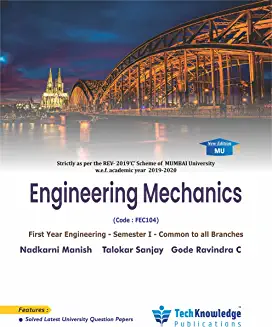 New Edition
MU
Strictly as per the REV- 2019'C' Scheme of MUMBAI University
w.e.f. academic year 2019-2020
Engineering Mechanics
(Code : FEC104)
First Year Engineering - Semester I - Common to all Branches
Nadkarni Manish Talokar Sanjay Gode Ravindra C
Features :
• Solved Latest University Question Papers
TechKnowledge
Publications